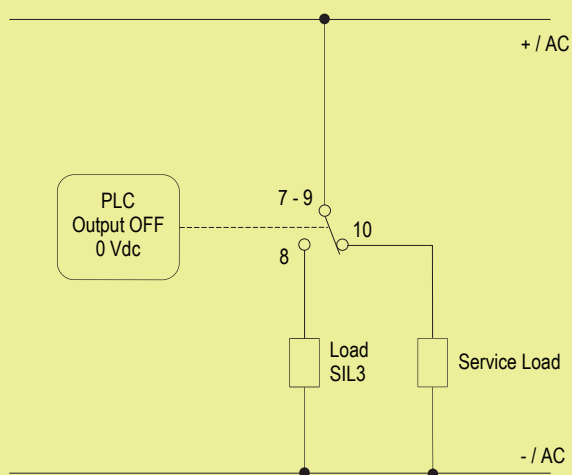 + / AC
PLC
Output OFF
0 Vdc
7 - 9
10
8
Load
SIL3
Service Load
- / AC